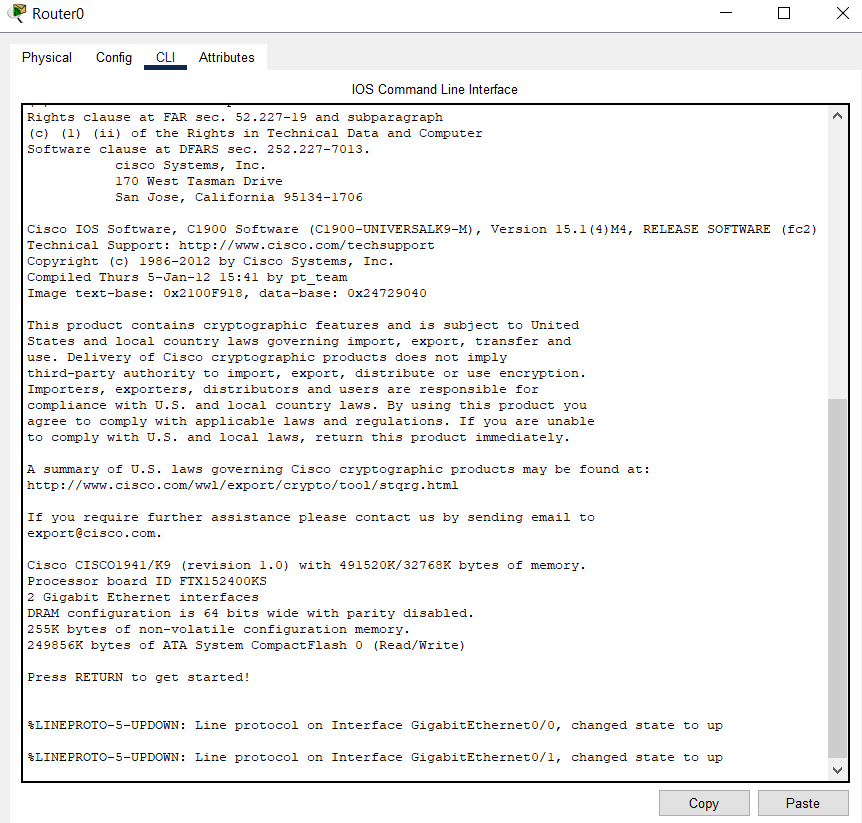 Router0
Physical Config CLI Attributes
IOS Command Line Interface
Rights clause at FAR sec. 52.227-19 and subparagraph
(c) (1) (ii) of the Rights in Technical Data and Computer
Software clause at DFARS sec. 252.227-7013.
cisco Systems, Inc.
170 West Tasman Drive
San Jose, California 95134-1706
Cisco IOS Software, C1900 Software (C1900-UNIVERSALK9-M), Version 15.1(4)M4, RELEASE SOFTWARE (fc2)
Technical Support: http://www.cisco.com/techsupport
Copyright (c) 1986-2012 by Cisco Systems, Inc.
Compiled Thurs 5-Jan-12 15:41 by pt_team
Image text-base: 0x2100F918, data-base: 0x24729040
This product contains cryptographic features and is subject to United
States and local country laws governing import, export, transfer and
use. Delivery of Cisco cryptographic products does not imply
third-party authority to import, export, distribute or use encryption.
Importers, exporters, distributors and users are responsible for
compliance with U.S. and local country laws. By using this product you
agree to comply with applicable laws and regulations. If you are unable
to comply with U.S. and local laws, return this product immediately.
A summary of U.S. laws governing Cisco cryptographic products may be found at:
http://www.cisco.com/wwl/export/crypto/tool/stqrg.html
If you require further assistance please contact us by sending email to
export@cisco.com.
Cisco CISCO1941/K9 (revision 1.0) with 491520K/32768K bytes of memory.
Processor board ID FTX152400KS
2 Gigabit Ethernet interfaces
DRAM configuration is 64 bits wide with parity disabled.
255K bytes of non-volatile configuration memory.
249856K bytes of ATA System CompactFlash 0 (Read/Write)
Press RETURN to get started!
%LINEPROTO-5-UPDOWN: Line protocol on Interface GigabitEthernet0/0, changed state to up
%LINEPROTO-5-UPDOWN: Line protocol on Interface GigabitEthernet0/1, changed state to up
Copy Paste